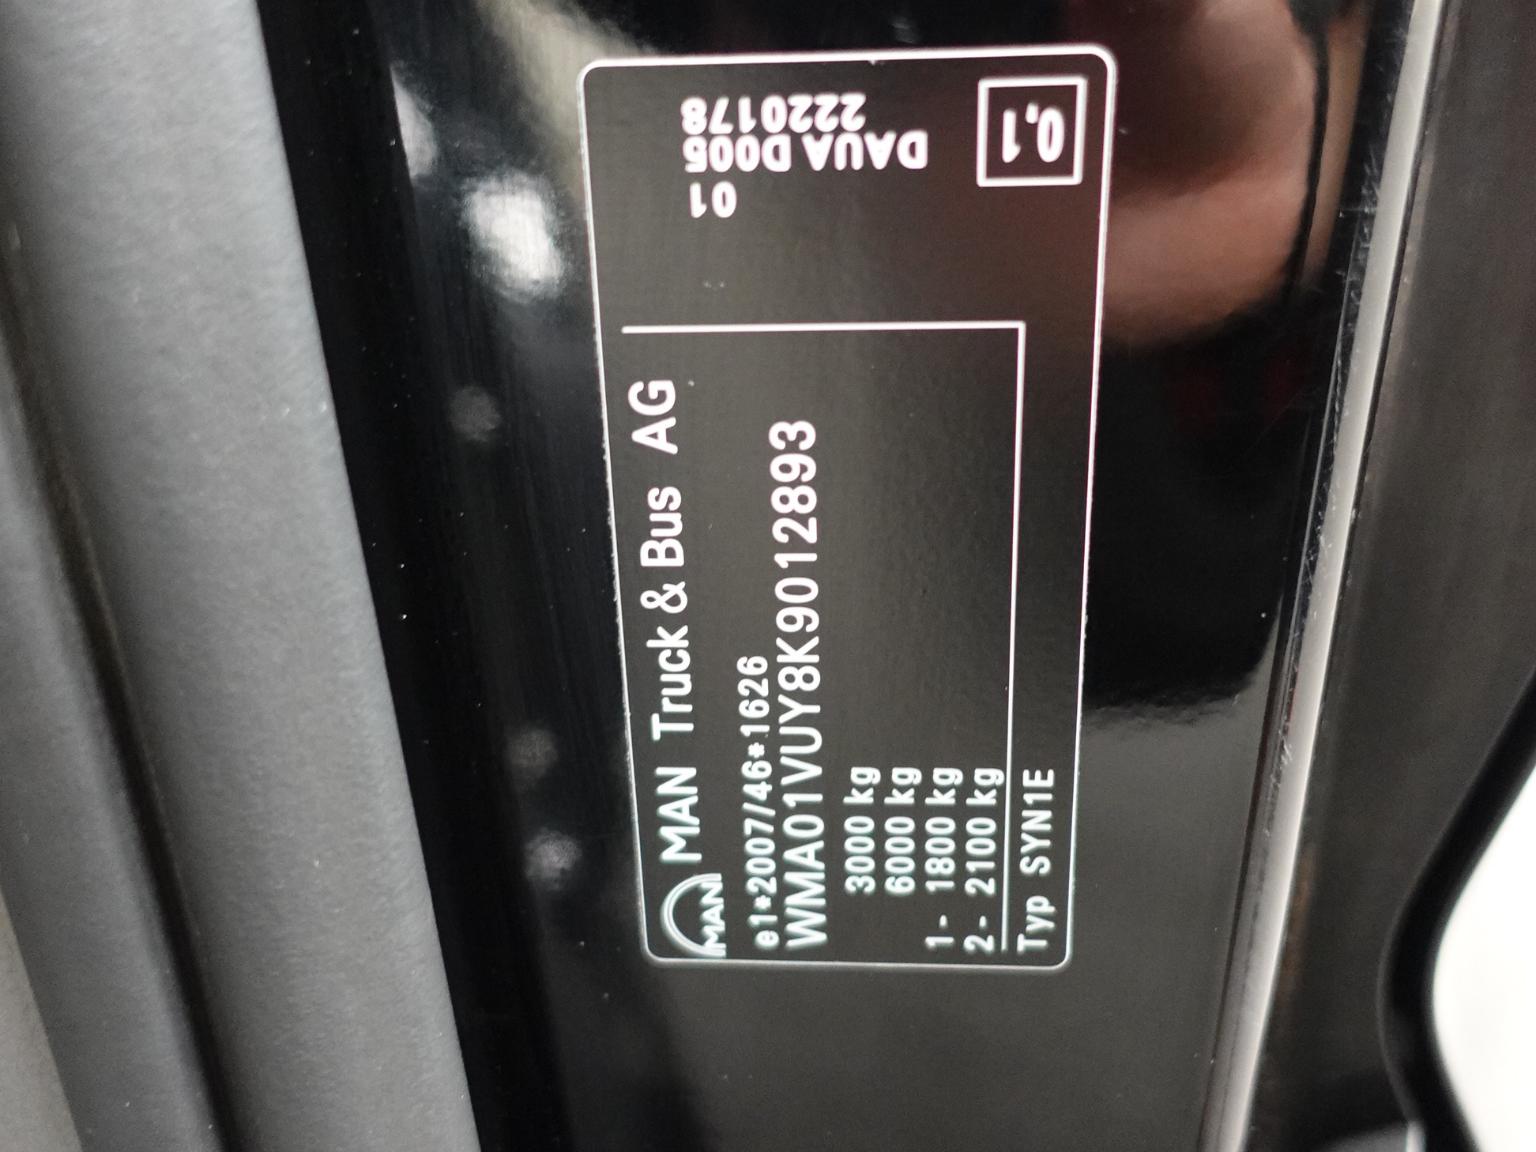 MAN
MAN Truck & Bus AG
e1*2007/46*1626
WMA01VUY8K9012893
3000 kg
6000 kg
1- 1800 kg
2- 2100 kg
Typ SYN1E
01
DAUA D005
2220178
0,1